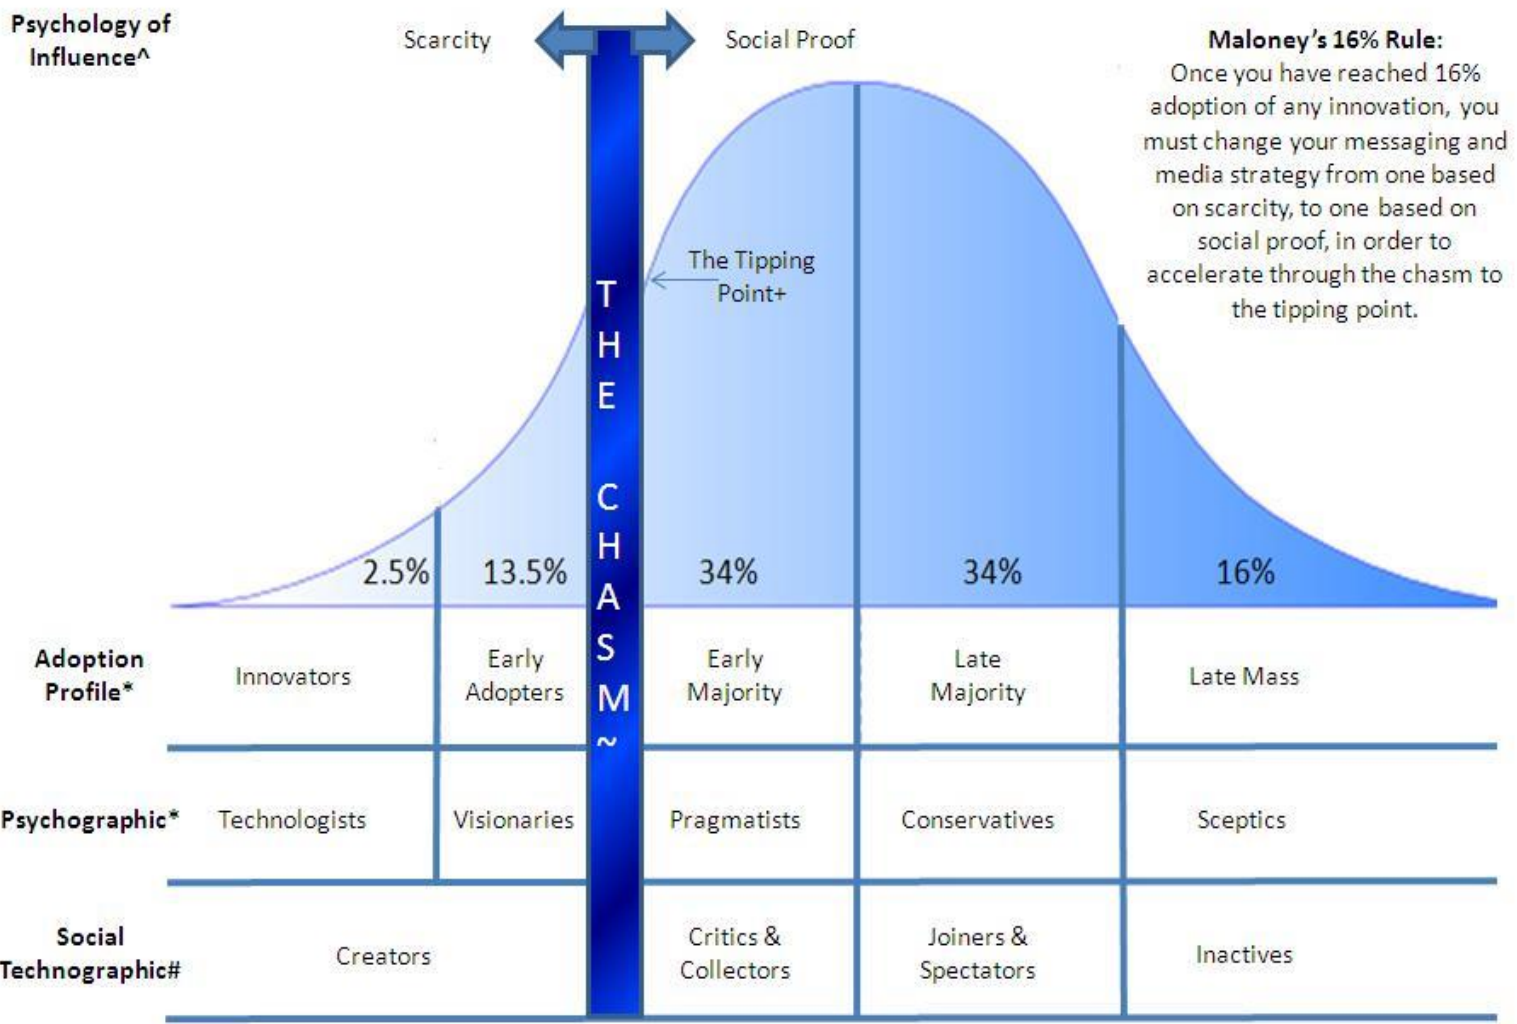 Psychology of
Influence^
Scarcity
Social Proof
Maloney's 16% Rule:
Once you have reached 16%
adoption of any innovation, you
must change your messaging and
media strategy from one based
on scarcity, to one based on
social proof, in order to
accelerate through the chasm to
the tipping point.
The Tipping
Point+
THE CHASM~
2.5%
13.5%
34%
34%
16%
Adoption
Profile*
Innovators
Early
Adopters
Early
Majority
Late
Majority
Late Mass
Psychographic*
Technologists
Visionaries
Pragmatists
Conservatives
Sceptics
Social
Technographic#
Creators
Critics &
Collectors
Joiners &
Spectators
Inactives